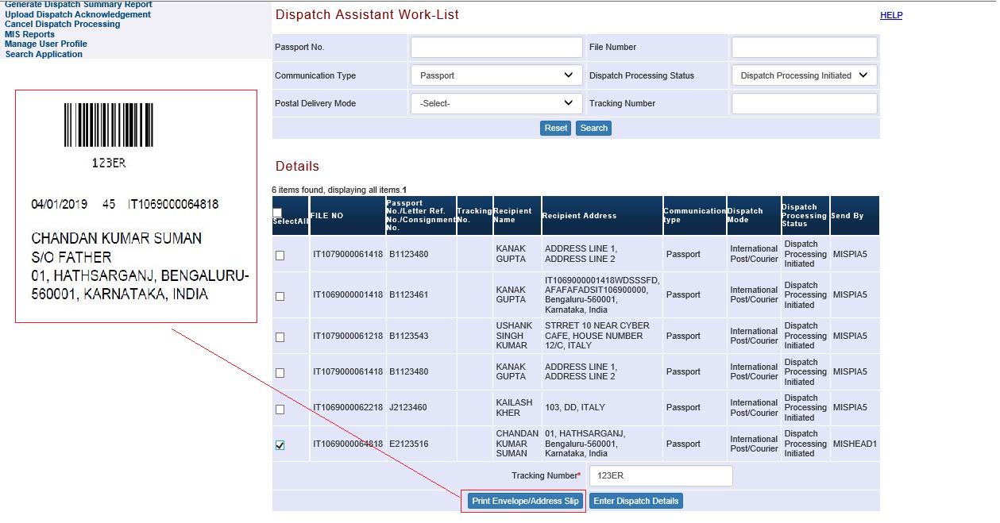 Generate Dispatch Summary Report
Upload Dispatch Acknowledgement
Cancel Dispatch Processing
MIS Reports
Manage User Profile
Search Application
Dispatch Assistant Work-List
HELP
Passport No.
File Number
Communication Type
Passport
Dispatch Processing Status
Dispatch Processing Initiated
Postal Delivery Mode
-Select-
Tracking Number
Reset
Search
123ER
04/01/2019 45 IT1069000064818
CHANDAN KUMAR SUMAN
S/O FATHER
01, HATHSARGANJ, BENGALURU-
560001, KARNATAKA, INDIA
Details
6 items found, displaying all items.1
SelectAll
FILE NO
Passport
No./Letter Ref.
No./Consignment
No.
Tracking
No.
Recipient
Name
Recipient Address
Communication
type
Dispatch
Mode
Dispatch
Processing
Status
Send By
IT1079000061418
B1123480
KANAK
GUPTA
ADDRESS LINE 1,
ADDRESS LINE 2
Passport
International
Post/Courier
Dispatch
Processing
Initiated
MISPIA5
IT1069000001418
B1123461
KANAK
GUPTA
IT1069000001418WDSSSFD,
AFAFAFADSIT106900000,
Bengaluru-560001,
Karnataka, India
Passport
International
Post/Courier
Dispatch
Processing
Initiated
MISPIA5
IT1079000061218
B1123543
USHANK
SINGH
KUMAR
STRRET 10 NEAR CYBER
CAFE, HOUSE NUMBER
12/C, ITALY
Passport
International
Post/Courier
Dispatch
Processing
Initiated
MISPIA5
IT1079000061418
B1123480
KANAK
GUPTA
ADDRESS LINE 1,
ADDRESS LINE 2
Passport
International
Post/Courier
Dispatch
Processing
Initiated
MISPIA5
IT1069000062218
J2123460
KAILASH
KHER
103, DD, ITALY
Passport
International
Post/Courier
Dispatch
Processing
Initiated
MISPIA5
IT1069000064818
E2123516
CHANDAN
KUMAR
SUMAN
01, HATHSARGANJ,
Bengaluru-560001,
Karnataka, India
Passport
International
Post/Courier
Dispatch
Processing
Initiated
MISHEAD1
Tracking Number*
123ER
Print Envelope/Address Slip
Enter Dispatch Details